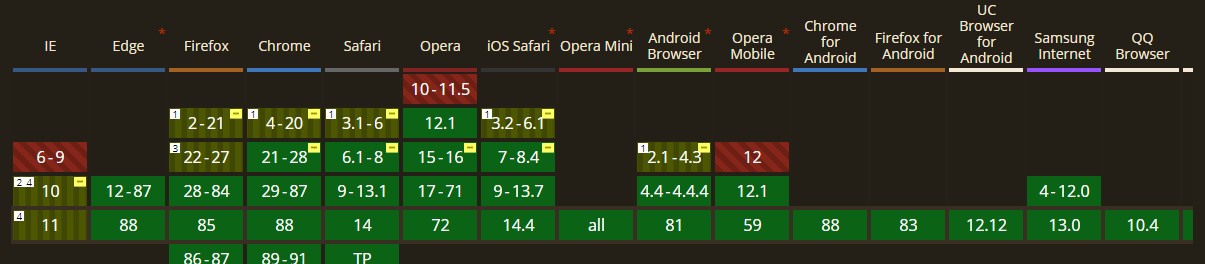 IE Edge * Firefox Chrome Safari Opera iOS Safari * Opera Mini Android Browser * Opera Mobile * Chrome for Android Firefox for Android UC Browser for Android Samsung Internet QQ Browser
10-11.5
1 2-21 1 4-20 1 3.1-6 12.1 1 3.2-6.1
6-9 3 22-27 21-28 6.1-8 15-16 7-8.4 1 2.1-4.3 12
2 4 10 12-87 28-84 29-87 9-13.1 17-71 9-13.7 4.4-4.4.4 12.1 4-12.0
4 11 88 85 88 14 72 14.4 all 81 59 88 83 12.12 13.0 10.4
86-87 89-91 TP